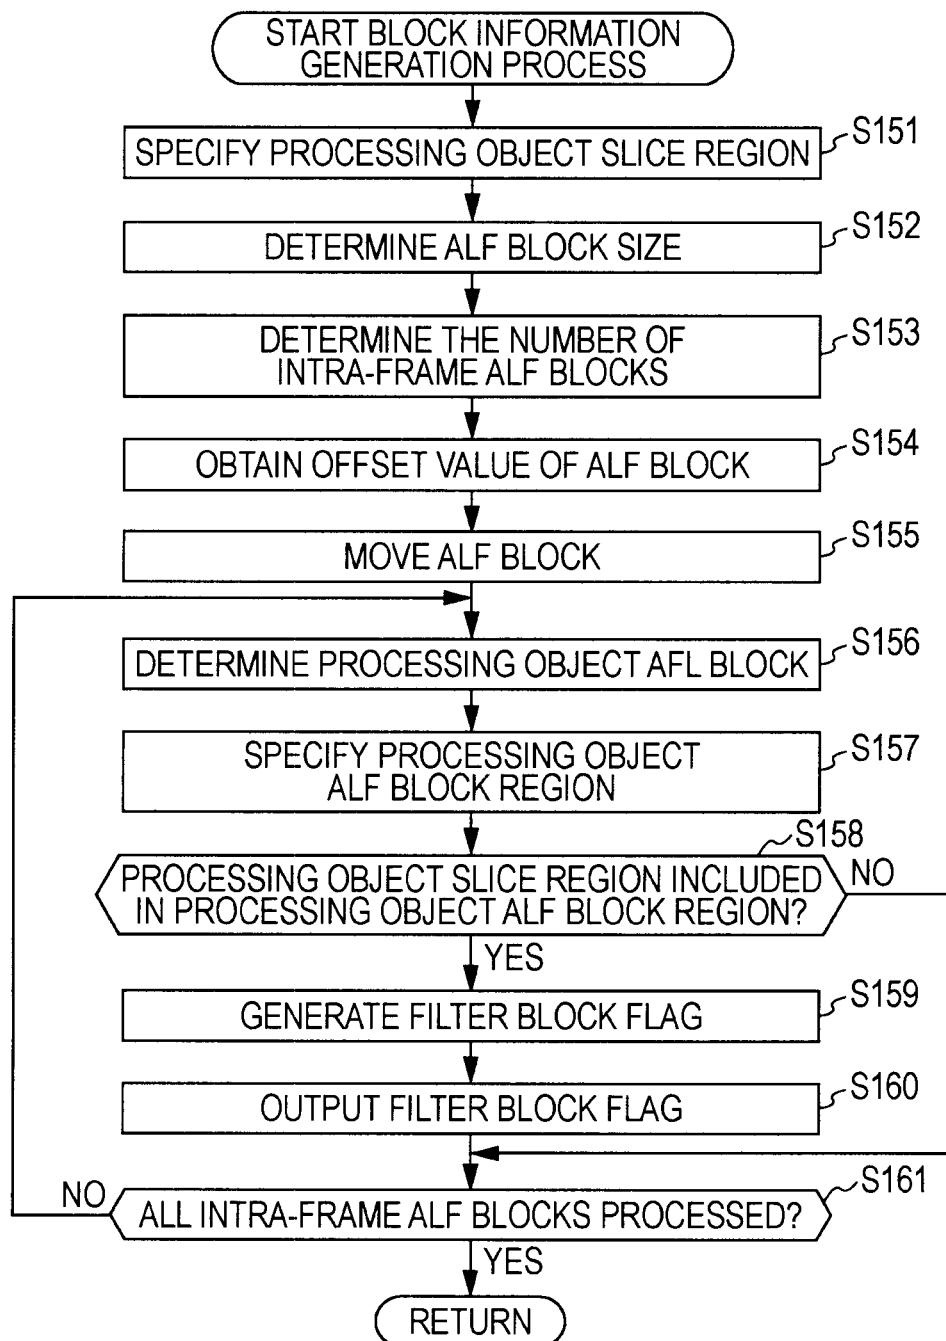 START BLOCK INFORMATION
GENERATION PROCESS
S151
SPECIFY PROCESSING OBJECT SLICE REGION
S152
DETERMINE ALF BLOCK SIZE
S153
DETERMINE THE NUMBER OF
INTRA-FRAME ALF BLOCKS
S154
OBTAIN OFFSET VALUE OF ALF BLOCK
S155
MOVE ALF BLOCK
S156
DETERMINE PROCESSING OBJECT AFL BLOCK
S157
SPECIFY PROCESSING OBJECT
ALF BLOCK REGION
S158
PROCESSING OBJECT SLICE REGION INCLUDED
IN PROCESSING OBJECT ALF BLOCK REGION?
NO
YES
S159
GENERATE FILTER BLOCK FLAG
S160
OUTPUT FILTER BLOCK FLAG
S161
NO
ALL INTRA-FRAME ALF BLOCKS PROCESSED?
YES
RETURN